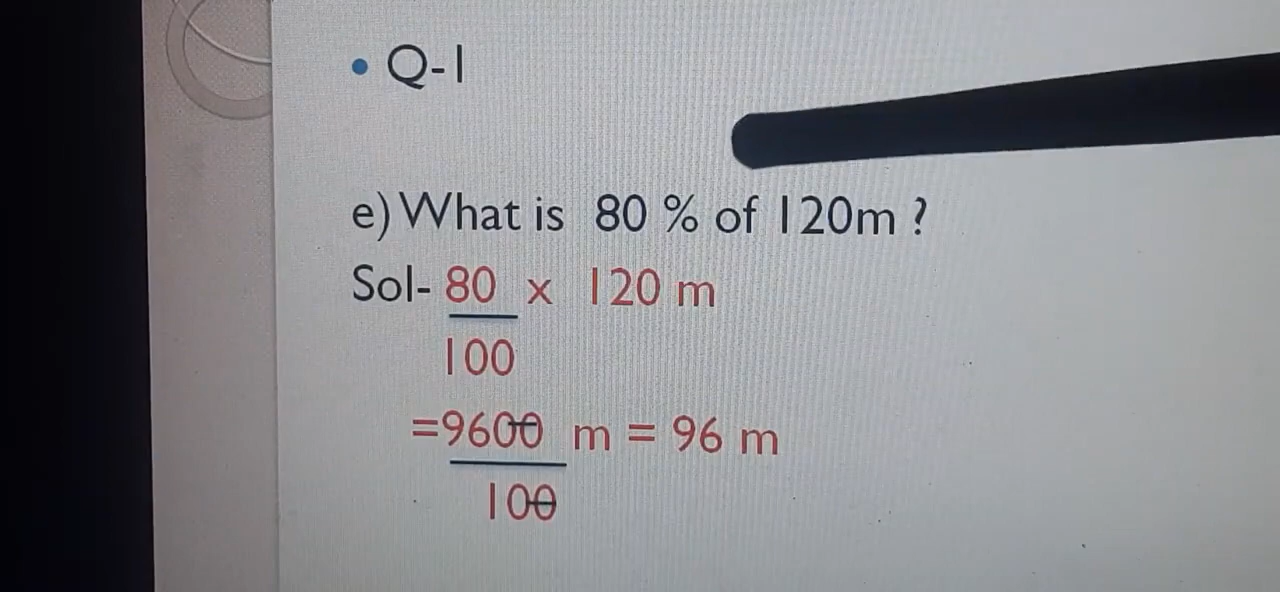 • Q-1
e) What is 80 % of 120m ?
Sol- 80 x 120 m
100
=9600 m = 96 m
100